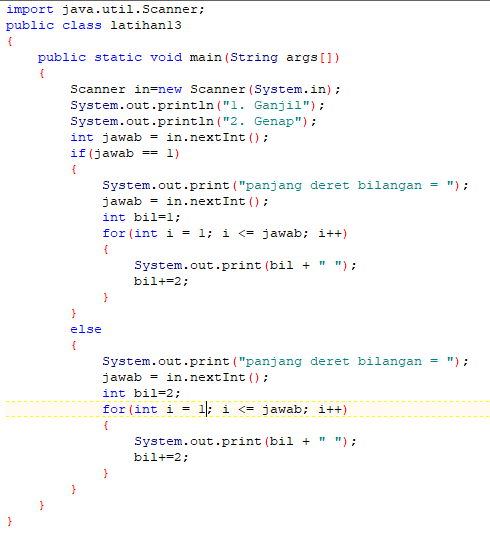 import java.util.Scanner;
public class latihan13
{
    public static void main(String args[])
    {
        Scanner in=new Scanner(System.in);
        System.out.println("1. Ganjil");
        System.out.println("2. Genap");
        int jawab = in.nextInt();
        if(jawab == 1)
        {
            System.out.print("panjang deret bilangan = ");
            jawab = in.nextInt();
            int bil=1;
            for(int i = 1; i <= jawab; i++)
            {
                System.out.print(bil + " ");
                bil+=2;
            }
        }
        else
        {
            System.out.print("panjang deret bilangan = ");
            jawab = in.nextInt();
            int bil=2;
            for(int i = 1; i <= jawab; i++)
            {
                System.out.print(bil + " ");
                bil+=2;
            }
        }
    }
}